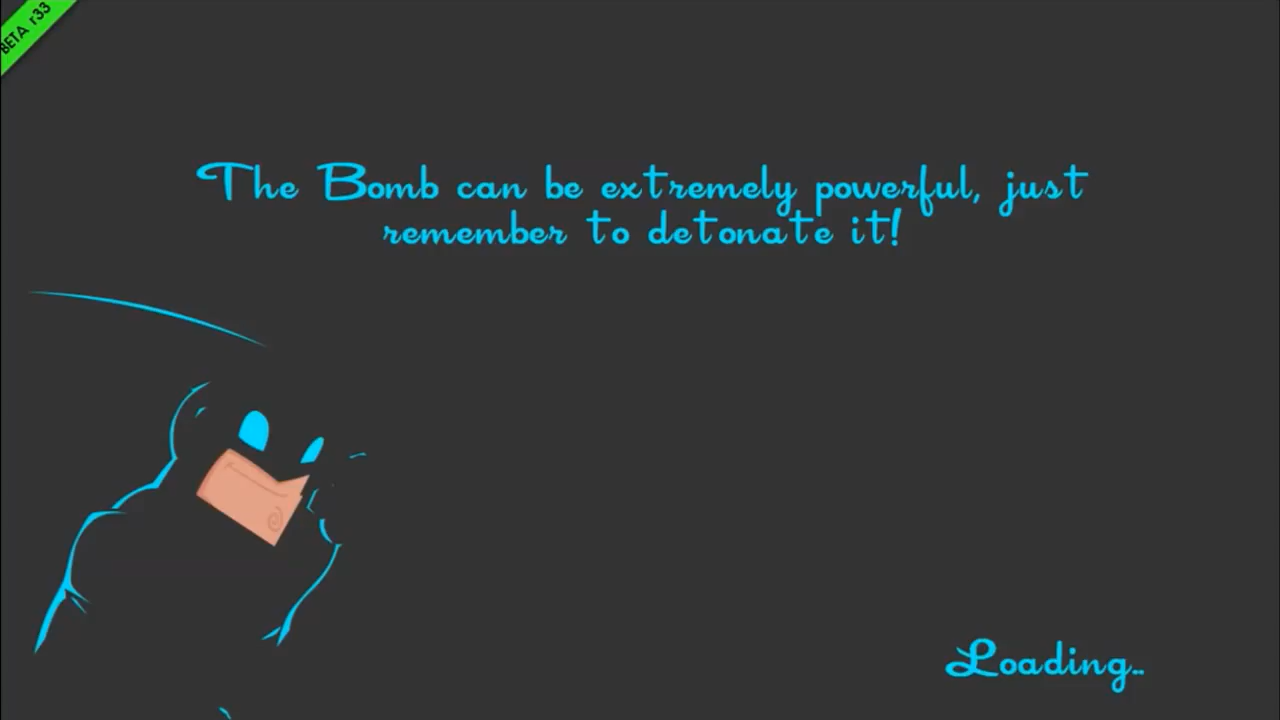 BETA r33
The Bomb can be extremely powerful, just
remember to detonate it!
Loading..